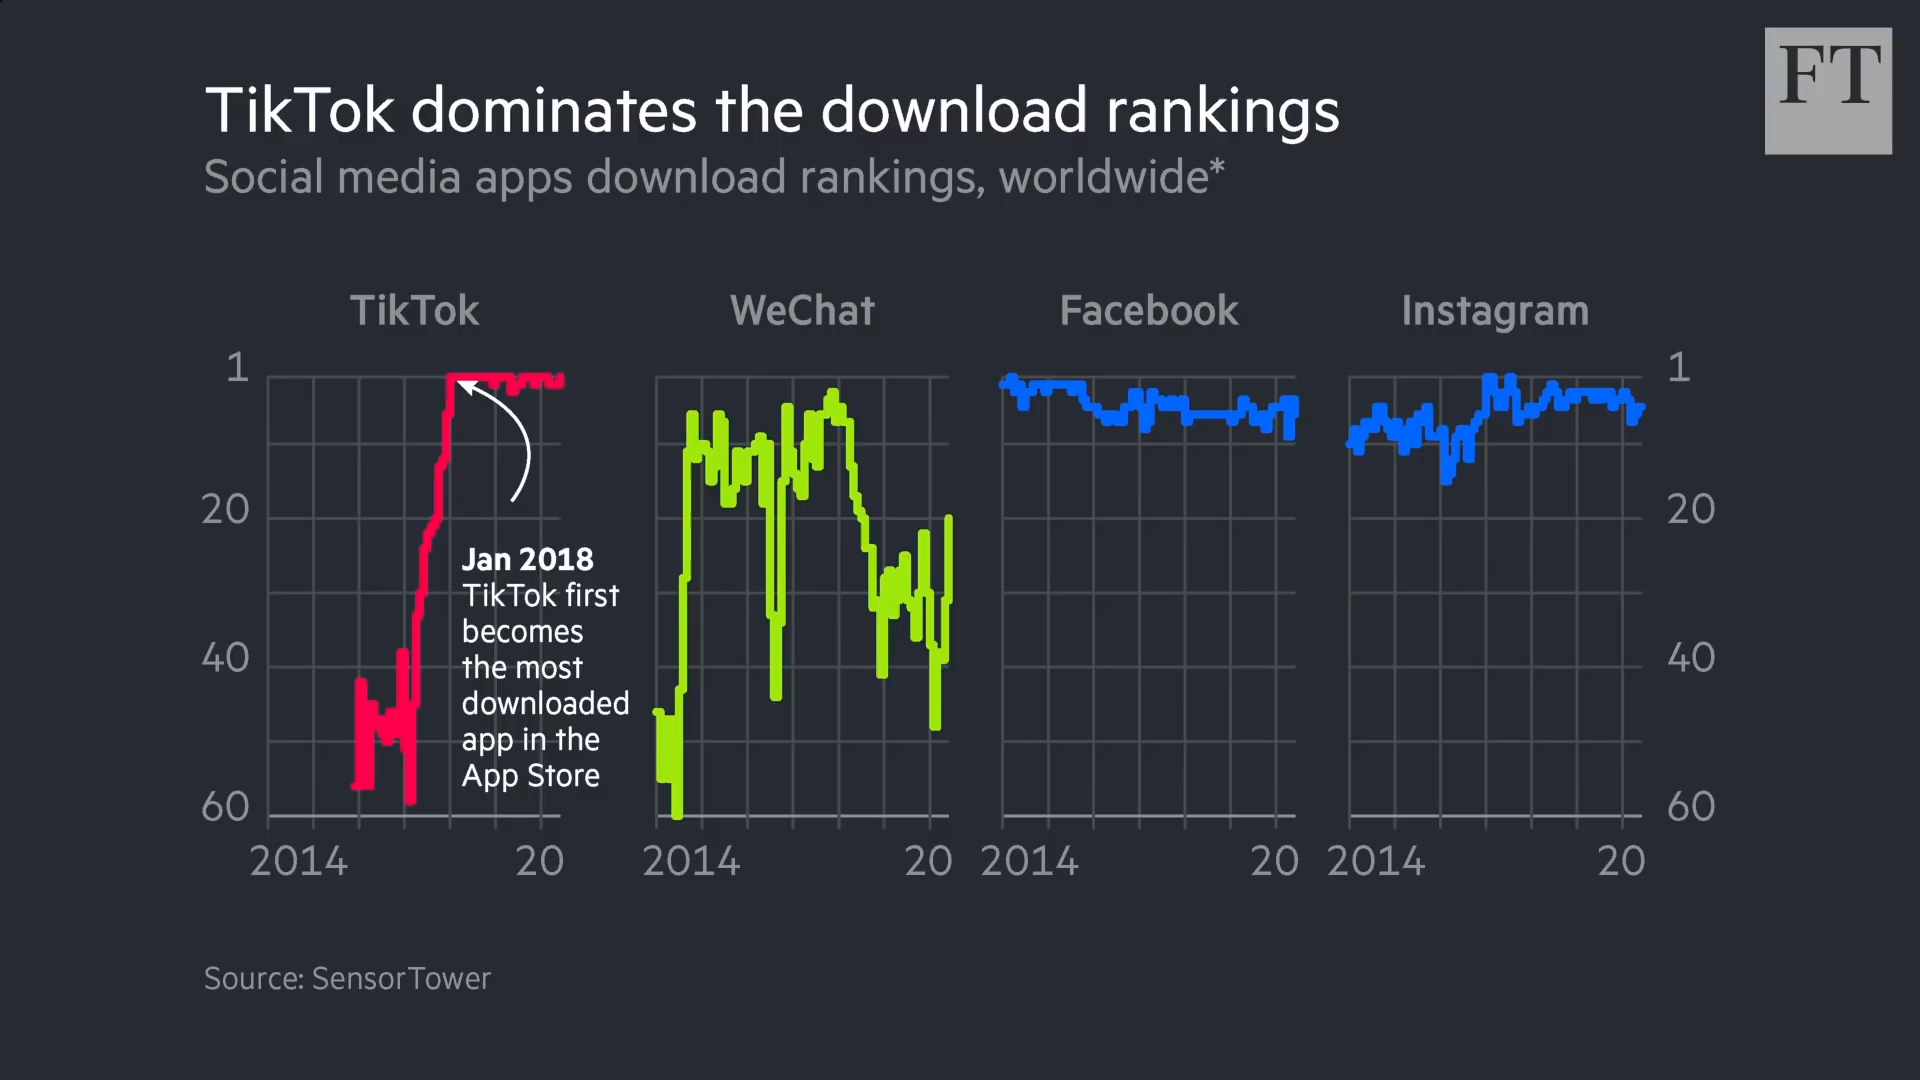 FT
TikTok dominates the download rankings
Social media apps download rankings, worldwide*
TikTok
WeChat
Facebook
Instagram
1
20
40
60
1
20
40
60
Jan 2018
TikTok first
becomes
the most
downloaded
app in the
App Store
2014 20
2014 20
2014 20
2014 20
Source: SensorTower